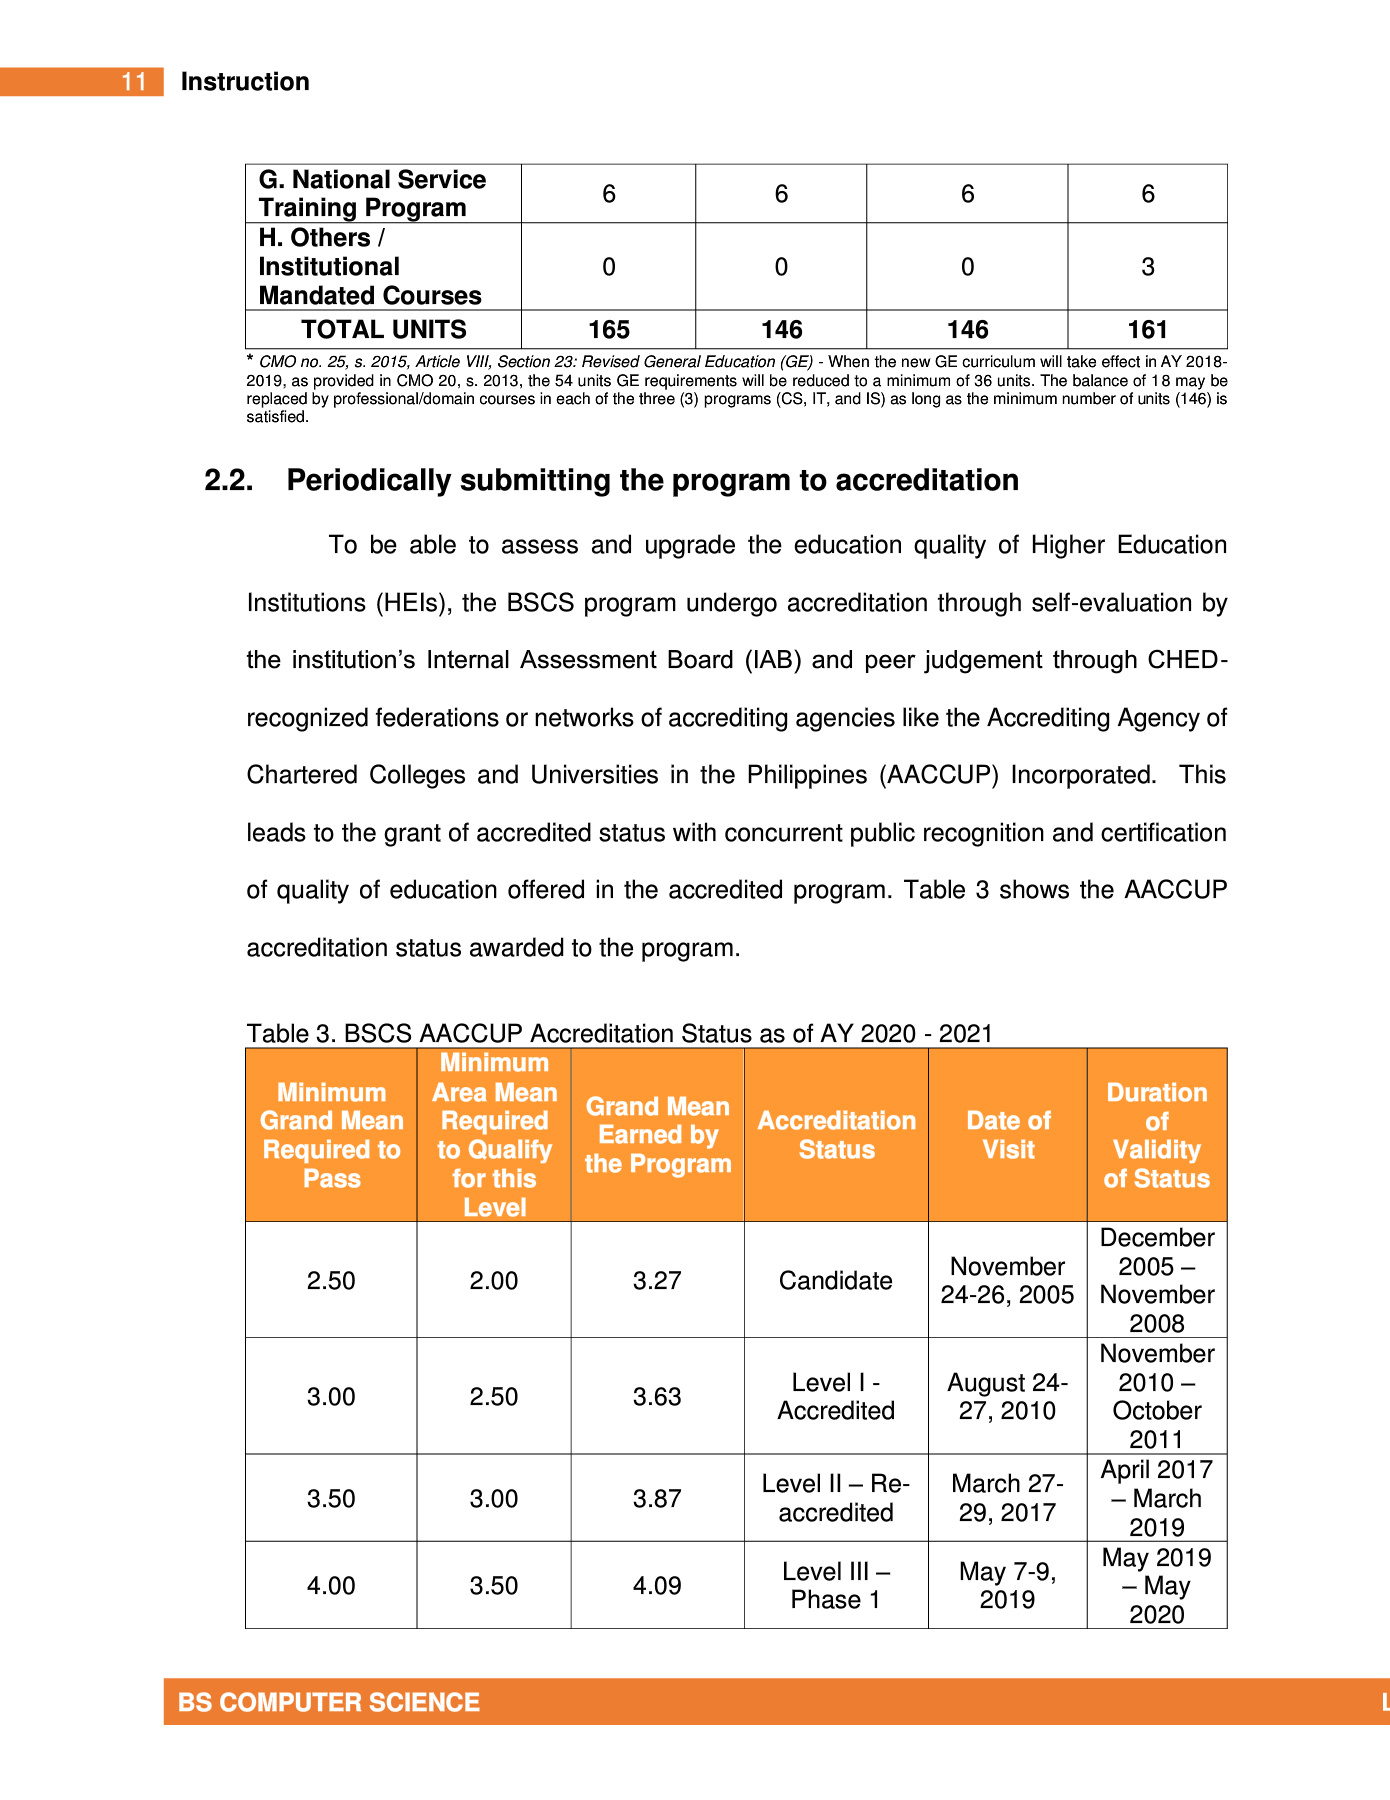 11 Instruction
G. National Service
Training Program 6 6 6 6
H. Others /
Institutional
Mandated Courses 0 0 0 3
TOTAL UNITS 165 146 146 161
* CMO no. 25, s. 2015, Article VIII, Section 23: Revised General Education (GE) - When the new GE curriculum will take effect in AY 2018-
2019, as provided in CMO 20, s. 2013, the 54 units GE requirements will be reduced to a minimum of 36 units. The balance of 18 may be
replaced by professional/domain courses in each of the three (3) programs (CS, IT, and IS) as long as the minimum number of units (146) is
satisfied.
2.2. Periodically submitting the program to accreditation
To be able to assess and upgrade the education quality of Higher Education
Institutions (HEIs), the BSCS program undergo accreditation through self-evaluation by
the institution’s Internal Assessment Board (IAB) and peer judgement through CHED-
recognized federations or networks of accrediting agencies like the Accrediting Agency of
Chartered Colleges and Universities in the Philippines (AACCUP) Incorporated. This
leads to the grant of accredited status with concurrent public recognition and certification
of quality of education offered in the accredited program. Table 3 shows the AACCUP
accreditation status awarded to the program.
Table 3. BSCS AACCUP Accreditation Status as of AY 2020 - 2021
Minimum
Grand Mean
Required to
Pass
Minimum
Area Mean
Required
to Qualify
for this
Level
Grand Mean
Earned by
the Program
Accreditation
Status
Date of
Visit
Duration
of
Validity
of Status
2.50
2.00
3.27
Candidate
November
24-26, 2005
December
2005 –
November
2008
3.00
2.50
3.63
Level I -
Accredited
August 24-
27, 2010
November
2010 –
October
2011
3.50
3.00
3.87
Level II – Re-
accredited
March 27-
29, 2017
April 2017
– March
2019
4.00
3.50
4.09
Level III –
Phase 1
May 7-9,
2019
May 2019
– May
2020
BS COMPUTER SCIENCE